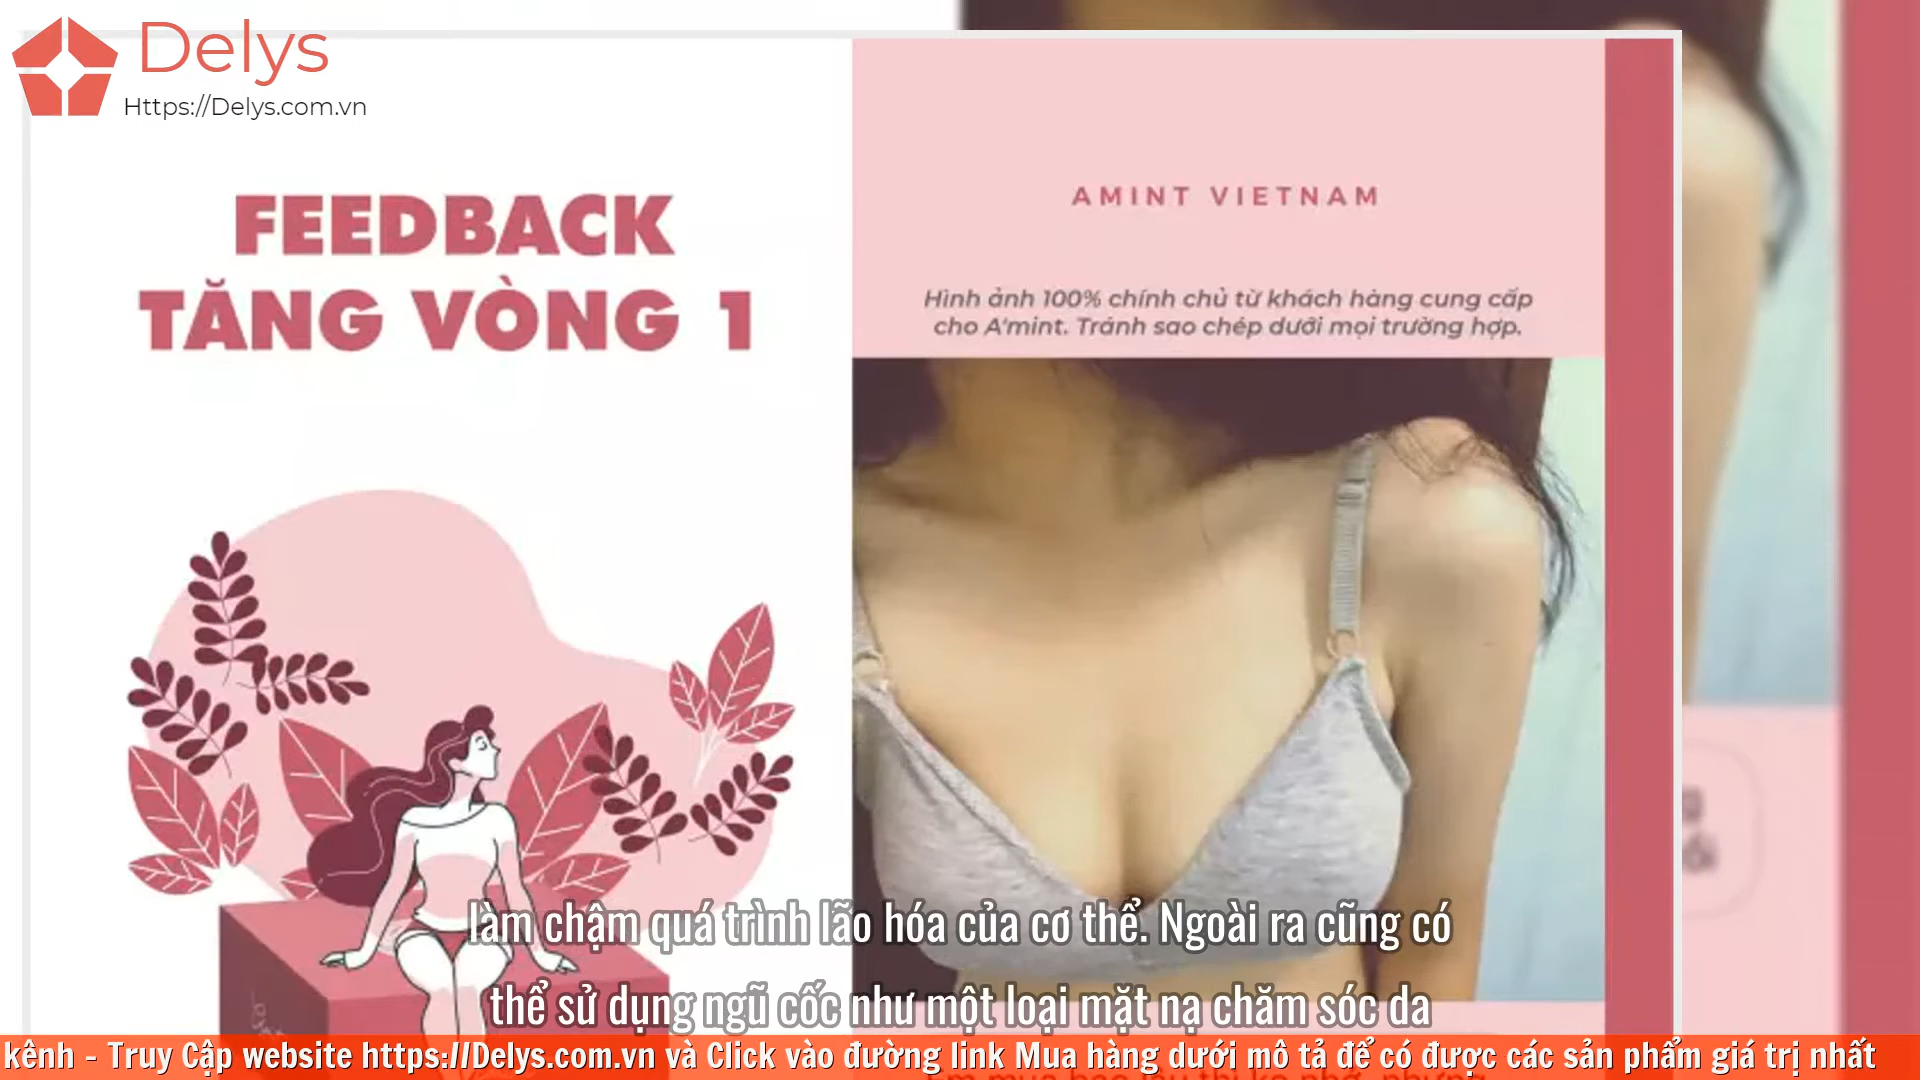 Delys
Https://Delys.com.vn
FEEDBACK
TĂNG VÒNG 1
AMINT VIETNAM
Hình ảnh 100% chính chủ từ khách hàng cung cấp
cho A'mint. Tránh sao chép dưới mọi trường hợp.
làm chậm quá trình lão hóa của cơ thể. Ngoài ra cũng có
thể sử dụng ngũ cốc như một loại mặt nạ chăm sóc da
kênh - Truy Cập website https://Delys.com.vn và Click vào đường link Mua hàng dưới mô tả để có được các sản phẩm giá trị nhất